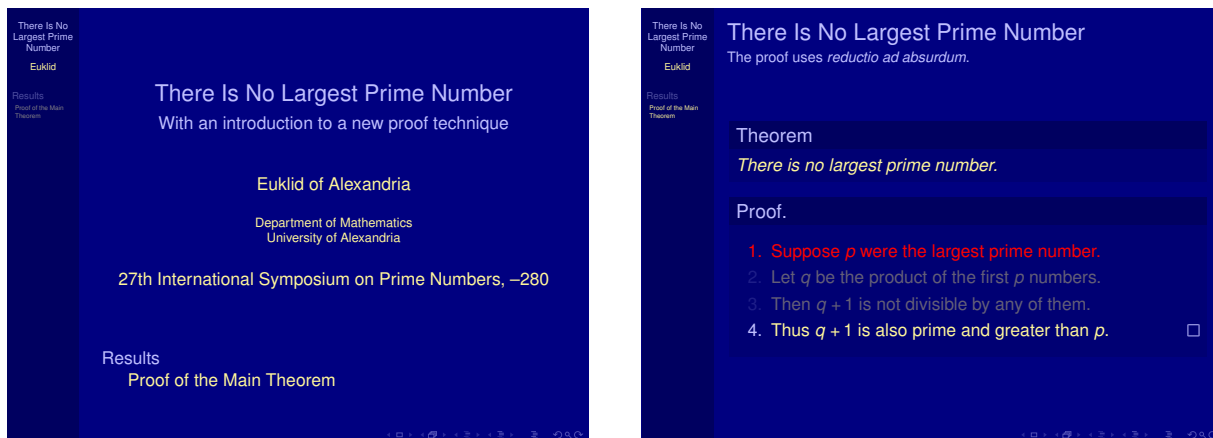 There Is No
Largest Prime
Number
Euklid
Results
Proof of the Main
Theorem
There Is No Largest Prime Number
With an introduction to a new proof technique
Euklid of Alexandria
Department of Mathematics
University of Alexandria
27th International Symposium on Prime Numbers, –280
Results
Proof of the Main Theorem
There Is No
Largest Prime
Number
Euklid
Results
Proof of the Main
Theorem
There Is No Largest Prime Number
The proof uses reductio ad absurdum.
Theorem
There is no largest prime number.
Proof.
1. Suppose p were the largest prime number.
2. Let q be the product of the first p numbers.
3. Then q + 1 is not divisible by any of them.
4. Thus q + 1 is also prime and greater than p. □